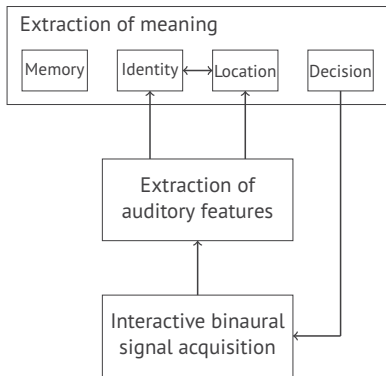 Extraction of meaning
Memory
Identity
Location
Decision
Extraction of
auditory features
Interactive binaural
signal acquisition